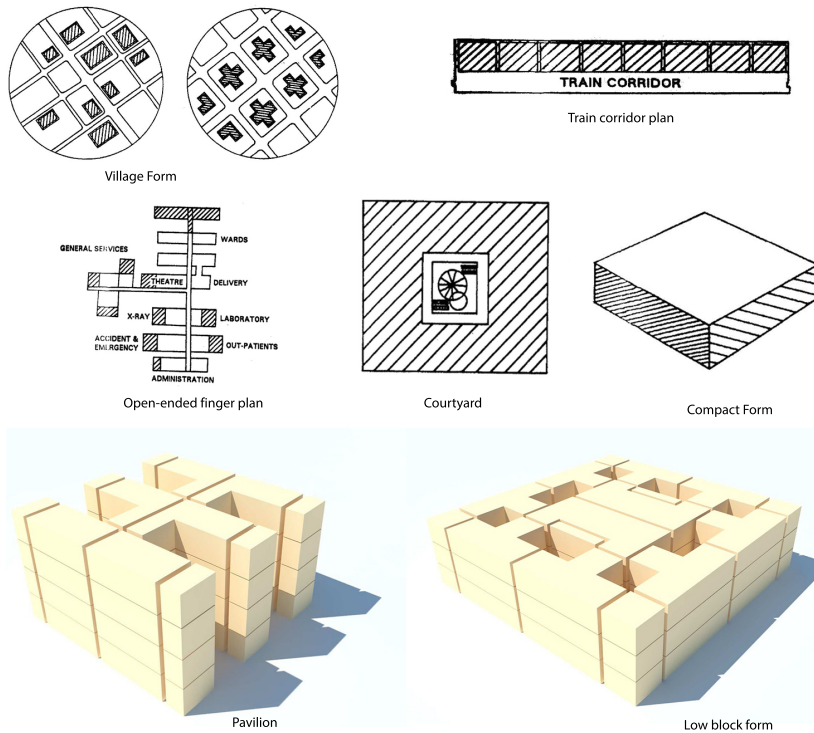 TRAIN CORRIDOR
Train corridor plan
Village Form
WARDS
GENERAL SERVICES
THEATRE
DELIVERY
X-RAY
LABORATORY
ACCIDENT &
EMERGENCY
OUT-PATIENTS
ADMINISTRATION
Open-ended finger plan
Courtyard
Compact Form
Pavilion
Low block form